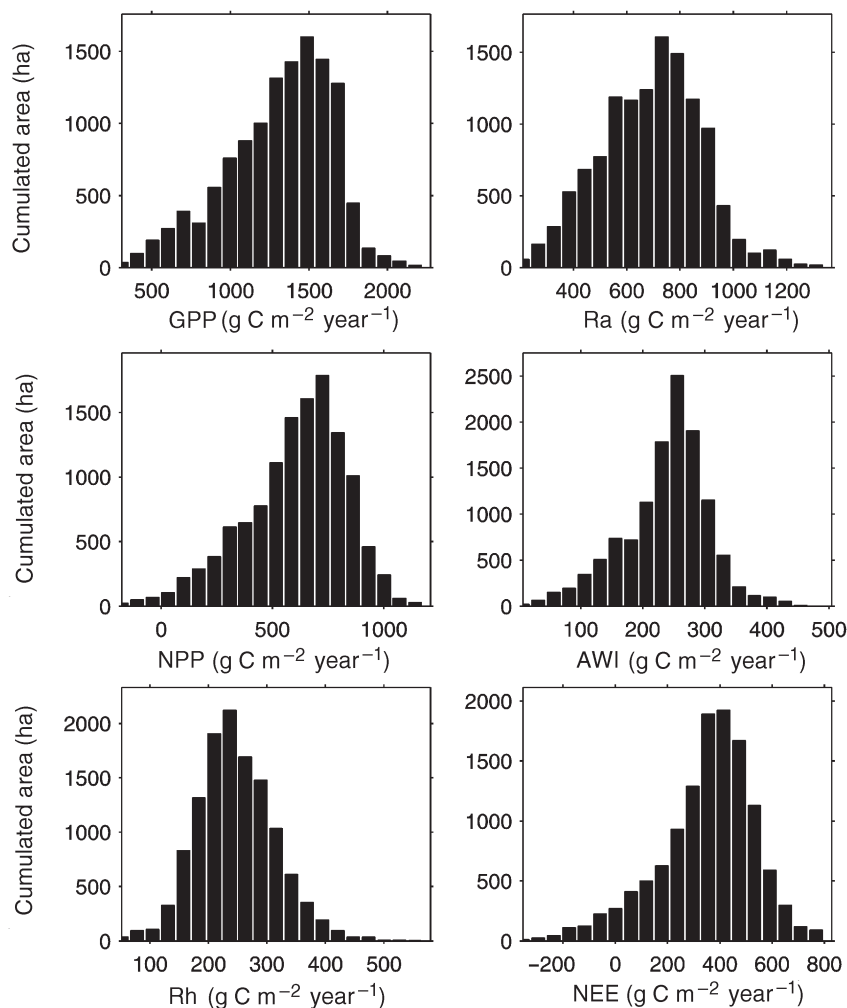 Cumulated area (ha)
1500
1000
500
0
500 1000 1500 2000
GPP (g C m−2 year−1)
1500
1000
500
0
400 600 800 1000 1200
Ra (g C m−2 year−1)
Cumulated area (ha)
1500
1000
500
0
0 500 1000
NPP (g C m−2 year−1)
2500
2000
1500
1000
500
0
100 200 300 400 500
AWI (g C m−2 year−1)
Cumulated area (ha)
2000
1500
1000
500
0
100 200 300 400 500
Rh (g C m−2 year−1)
2000
1500
1000
500
0
−200 0 200 400 600 800
NEE (g C m−2 year−1)